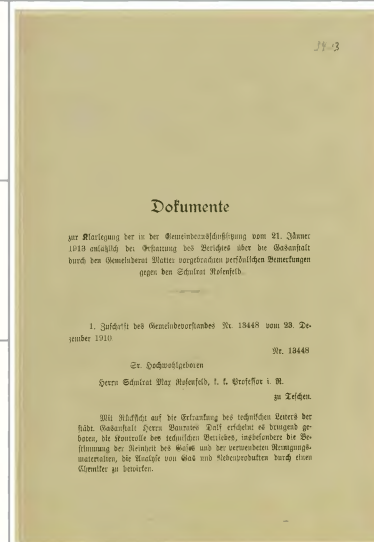 1913
Dokumente
zur Klarlegung der in der Gemeindeausschußsitzung vom 21. Jänner
1913 anläßlich der Erstattung des Berichtes über die Gasanstalt
durch den Gemeinderat Matter vorgebrachten persönlichen Bemerkungen
gegen den Schulrat Rosenfeld.
1. Zuschrift des Gemeindevorstandes Nr. 13448 vom 23. De-
zember 1910.
Nr. 13448
Sr. Hochwohlgeboren
Herrn Schulrat Max Rosenfeld, k. k. Professor i. R.
zu Teschen.
Mit Rücksicht auf die Erkrankung des technischen Leiters der
städt. Gasanstalt Herrn Baurates Dalf erscheint es dringend ge-
boten, die Kontrolle des technischen Betriebes, insbesondere die Be-
stimmung der Reinheit des Gases und der verwendeten Reinigungs-
materialien, die Analyse von Gas und Nebenprodukten durch einen
Chemiker zu bewirken.